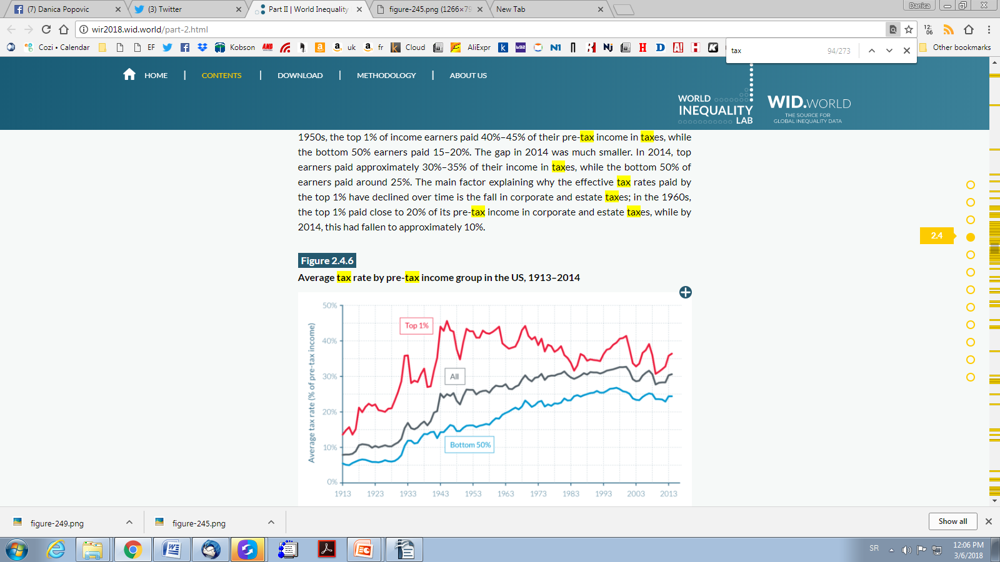 (7) Danica Popovic
(3) Twitter
Part II | World Inequality
figure-245.png (1266×79
New Tab
Danica
wir2018.wid.world/part-2.html
12:
06
Cozi • Calendar
EF
Kobson
AND
a uk
a fr
k Cloud
AliExpr
k
b92
N1
Nj
H
D
A!
H
K
Other bookmarks
tax 94/273
HOME | CONTENTS | DOWNLOAD | METHODOLOGY | ABOUT US
WORLD
INEQUALITY
LAB
WID.WORLD
THE SOURCE FOR
GLOBAL INEQUALITY DATA
1950s, the top 1% of income earners paid 40%–45% of their pre-tax income in taxes, while
the bottom 50% earners paid 15–20%. The gap in 2014 was much smaller. In 2014, top
earners paid approximately 30%–35% of their income in taxes, while the bottom 50% of
earners paid around 25%. The main factor explaining why the effective tax rates paid by
the top 1% have declined over time is the fall in corporate and estate taxes; in the 1960s,
the top 1% paid close to 20% of its pre-tax income in corporate and estate taxes, while by
2014, this had fallen to approximately 10%.
2.4
Figure 2.4.6
Average tax rate by pre-tax income group in the US, 1913–2014
Average tax rate (% of pre-tax income)
50%
40%
30%
20%
10%
0%
Top 1%
All
Bottom 50%
1913 1923 1933 1943 1953 1963 1973 1983 1993 2003 2013
figure-249.png
figure-245.png
Show all
SR
12:06 PM
3/6/2018